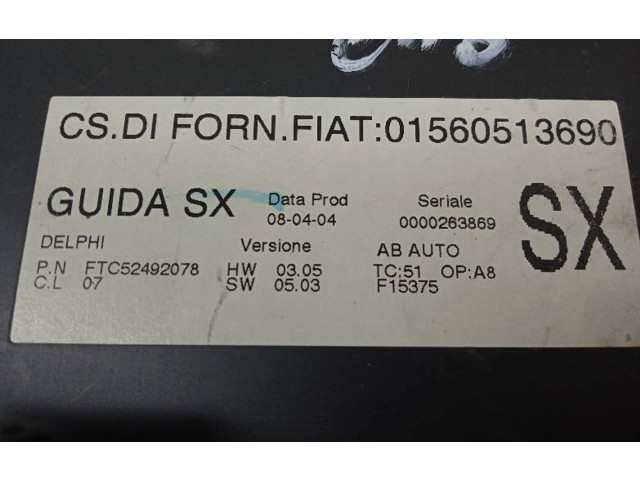 CS.DI FORN.FIAT:01560513690
GUIDA SX Data Prod Seriale SX
08-04-04 0000263869
DELPHI Versione AB AUTO
P.N FTC52492078 HW 03.05 TC:51 OP:A8
C.L 07 SW 05.03 F15375